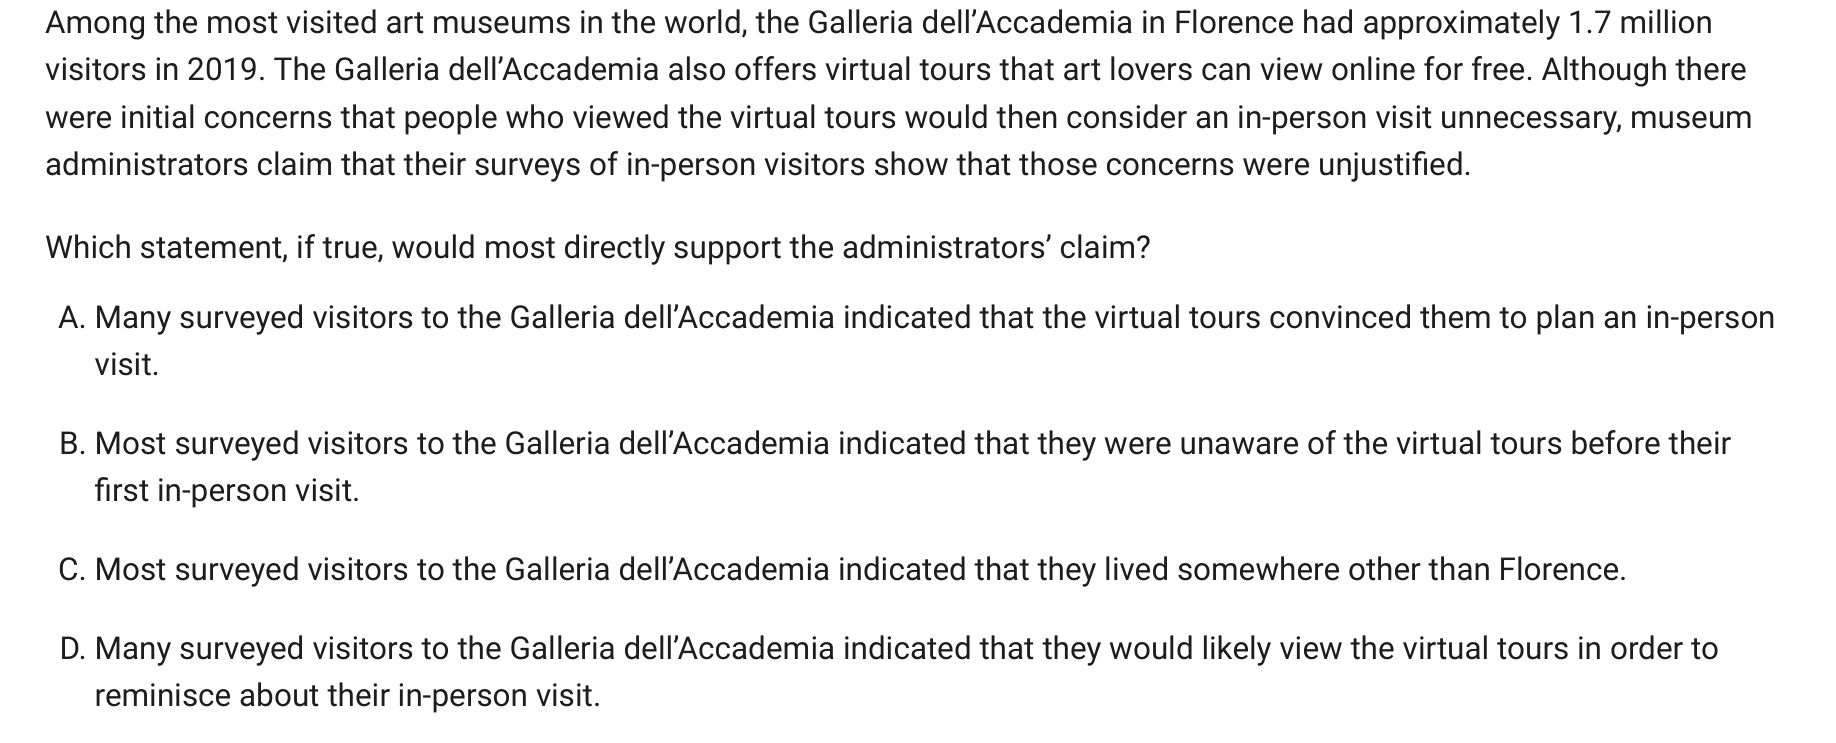 Among the most visited art museums in the world, the Galleria dell’Accademia in Florence had approximately 1.7 million
visitors in 2019. The Galleria dell’Accademia also offers virtual tours that art lovers can view online for free. Although there
were initial concerns that people who viewed the virtual tours would then consider an in-person visit unnecessary, museum
administrators claim that their surveys of in-person visitors show that those concerns were unjustified.
Which statement, if true, would most directly support the administrators’ claim?
A. Many surveyed visitors to the Galleria dell’Accademia indicated that the virtual tours convinced them to plan an in-person
visit.
B. Most surveyed visitors to the Galleria dell’Accademia indicated that they were unaware of the virtual tours before their
first in-person visit.
C. Most surveyed visitors to the Galleria dell’Accademia indicated that they lived somewhere other than Florence.
D. Many surveyed visitors to the Galleria dell’Accademia indicated that they would likely view the virtual tours in order to
reminisce about their in-person visit.